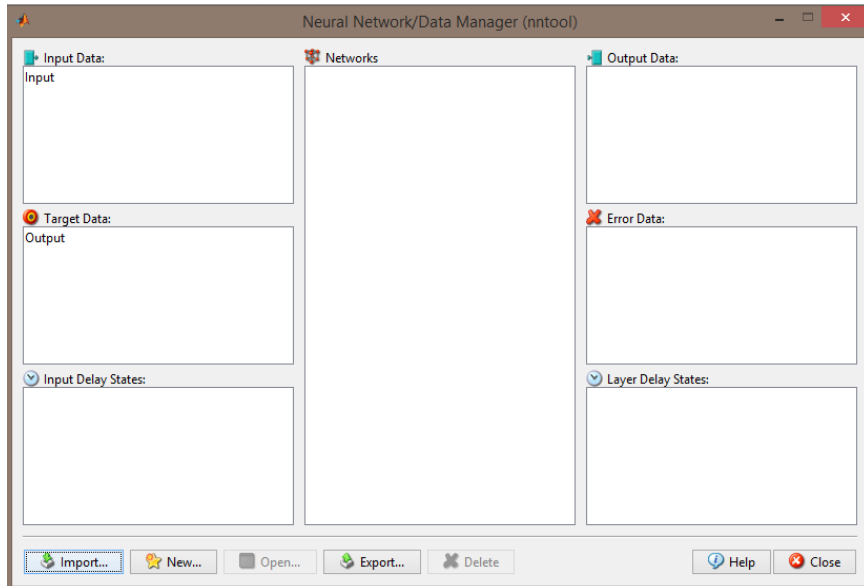 Neural Network/Data Manager (nntool)
Input Data:
Input
Networks
Output Data:
Target Data:
Output
Error Data:
Input Delay States:
Layer Delay States:
Import...
New...
Open...
Export...
Delete
Help
Close